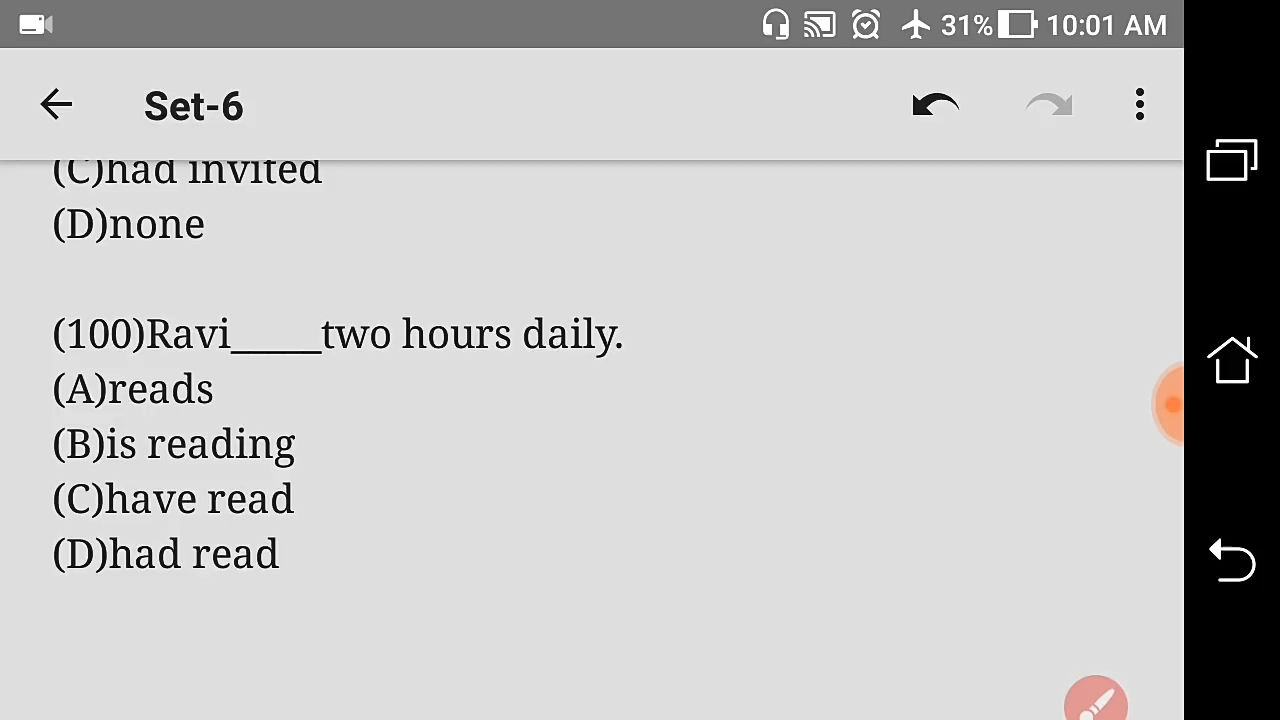 31% 10:01 AM
Set-6
(C)had invited
(D)none
(100)Ravi_____two hours daily.
(A)reads
(B)is reading
(C)have read
(D)had read